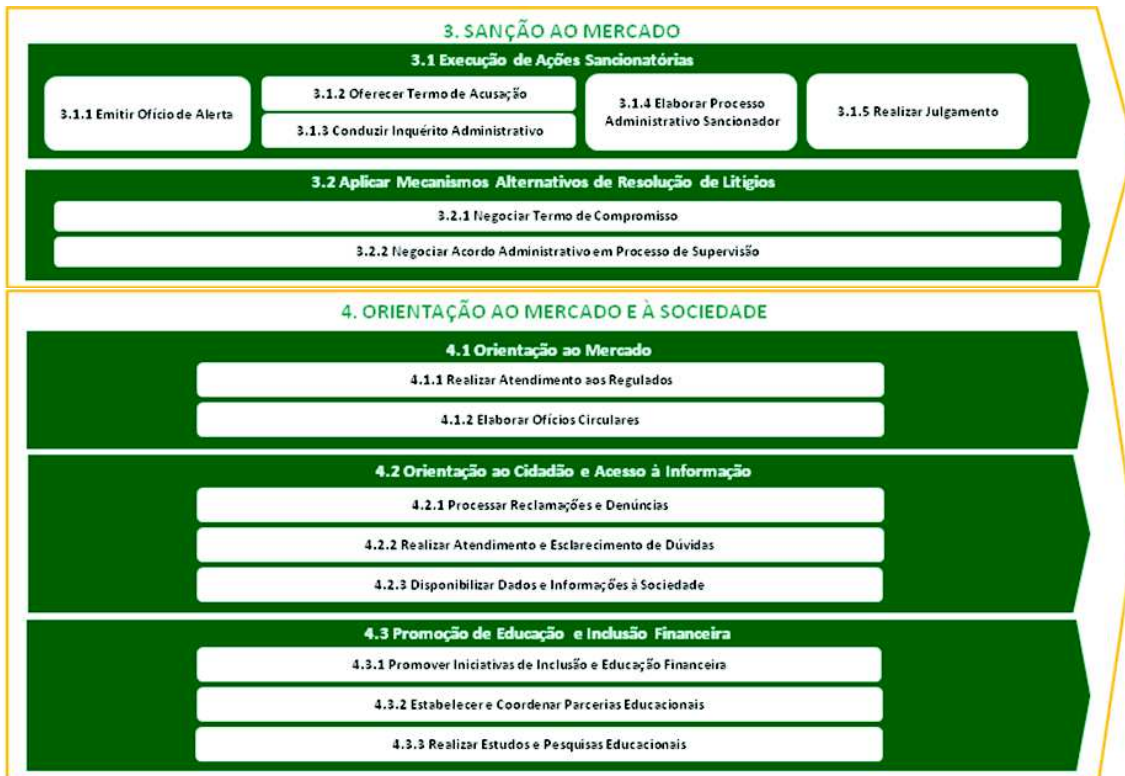 3. SANÇÃO AO MERCADO
3.1 Execução de Ações Sancionatórias
3.1.1 Emitir Ofício de Alerta
3.1.2 Oferecer Termo de Acusação
3.1.3 Conduzir Inquérito Administrativo
3.1.4 Elaborar Processo
Administrativo Sancionador
3.1.5 Realizar Julgamento
3.2 Aplicar Mecanismos Alternativos de Resolução de Litígios
3.2.1 Negociar Termo de Compromisso
3.2.2 Negociar Acordo Administrativo em Processo de Supervisão
4. ORIENTAÇÃO AO MERCADO E À SOCIEDADE
4.1 Orientação ao Mercado
4.1.1 Realizar Atendimento aos Regulados
4.1.2 Elaborar Ofícios Circulares
4.2 Orientação ao Cidadão e Acesso à Informação
4.2.1 Processar Reclamações e Denúncias
4.2.2 Realizar Atendimento e Esclarecimento de Dúvidas
4.2.3 Disponibilizar Dados e Informações à Sociedade
4.3 Promoção de Educação e Inclusão Financeira
4.3.1 Promover Iniciativas de Inclusão e Educação Financeira
4.3.2 Estabelecer e Coordenar Parcerias Educacionais
4.3.3 Realizar Estudos e Pesquisas Educacionais